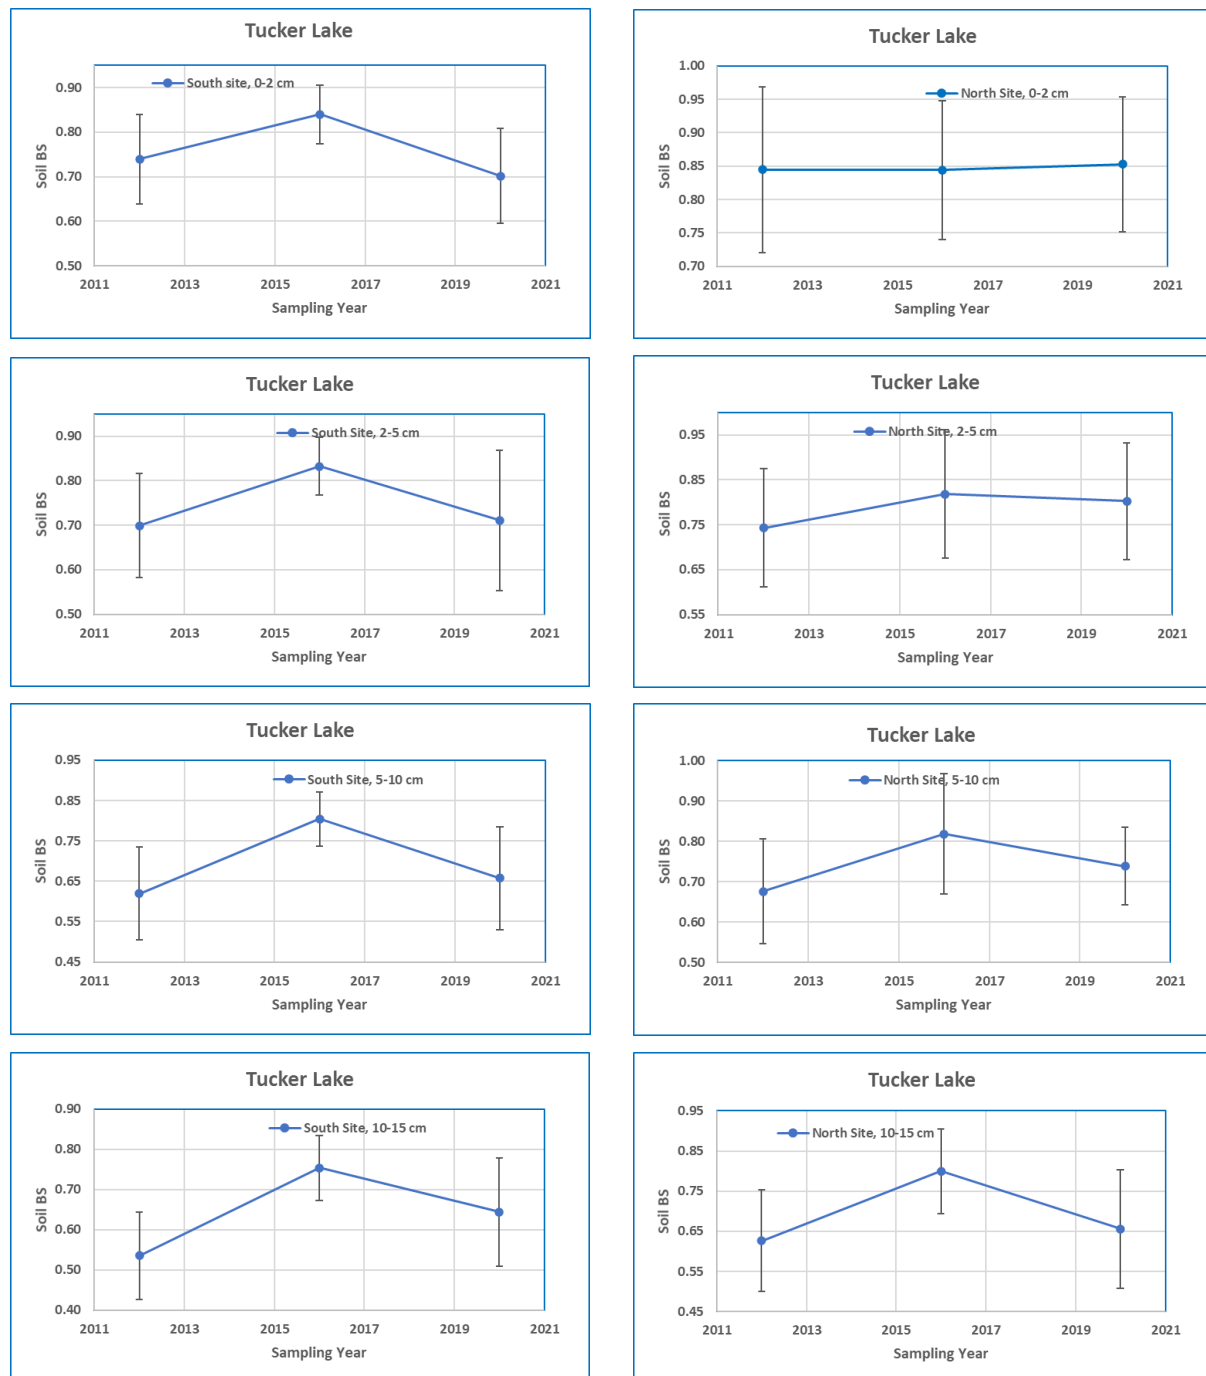 Tucker Lake
South site, 0-2 cm
Soil BS
0.90
0.80
0.70
0.60
0.50
2011 2013 2015 2017 2019 2021
Sampling Year
Tucker Lake
North Site, 0-2 cm
Soil BS
1.00
0.95
0.90
0.85
0.80
0.75
0.70
2011 2013 2015 2017 2019 2021
Sampling Year
Tucker Lake
South Site, 2-5 cm
Soil BS
0.90
0.80
0.70
0.60
0.50
2011 2013 2015 2017 2019 2021
Sampling Year
Tucker Lake
North Site, 2-5 cm
Soil BS
0.95
0.85
0.75
0.65
0.55
2011 2013 2015 2017 2019 2021
Sampling Year
Tucker Lake
South Site, 5-10 cm
Soil BS
0.95
0.85
0.75
0.65
0.55
0.45
2011 2013 2015 2017 2019 2021
Sampling Year
Tucker Lake
North Site, 5-10 cm
Soil BS
1.00
0.90
0.80
0.70
0.60
0.50
2011 2013 2015 2017 2019 2021
Sampling Year
Tucker Lake
South Site, 10-15 cm
Soil BS
0.90
0.80
0.70
0.60
0.50
0.40
2011 2013 2015 2017 2019 2021
Sampling Year
Tucker Lake
North Site, 10-15 cm
Soil BS
0.95
0.85
0.75
0.65
0.55
0.45
2011 2013 2015 2017 2019 2021
Sampling Year